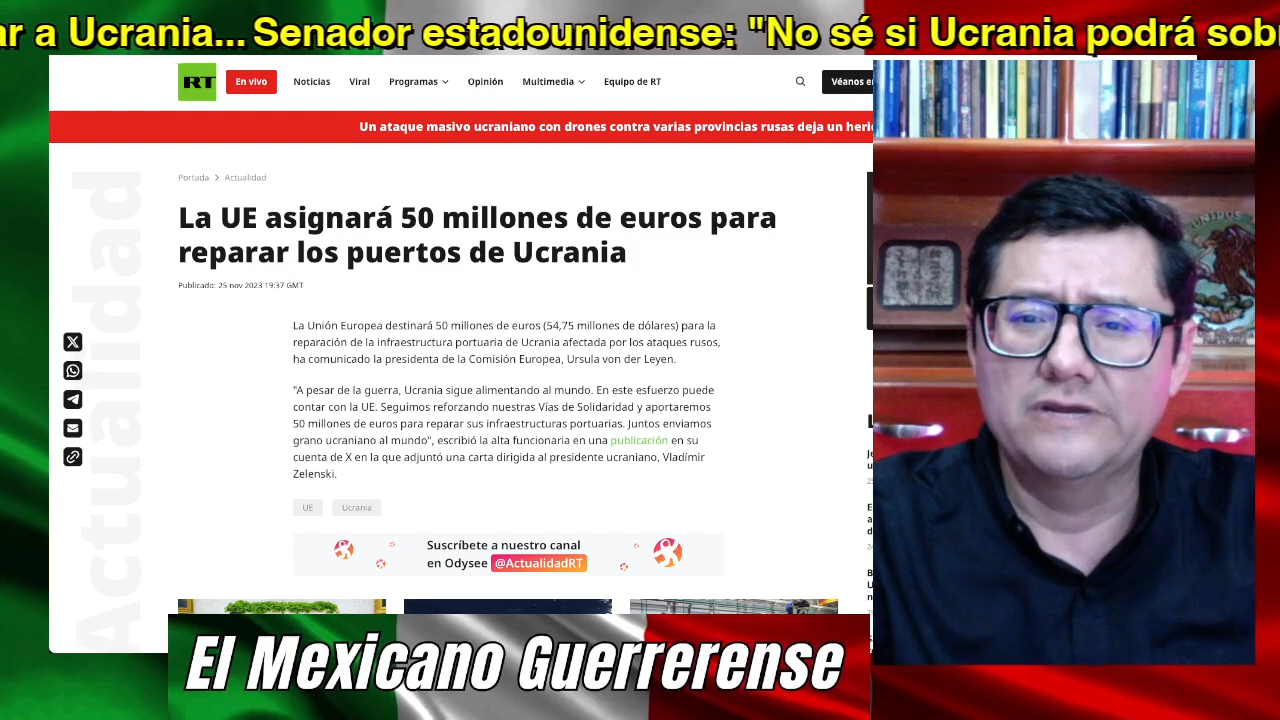 ar a Ucrania... Senador estadounidense: "No sé si Ucrania podrá sob
RT
En vivo
Noticias
Viral
Programas
Opinión
Multimedia
Equipo de RT
Véanos e
Un ataque masivo ucraniano con drones contra varias provincias rusas deja un heri
Portada > Actualidad
Actualidad
La UE asignará 50 millones de euros para
reparar los puertos de Ucrania
Publicado: 25 nov 2023 19:37 GMT
La Unión Europea destinará 50 millones de euros (54,75 millones de dólares) para la
reparación de la infraestructura portuaria de Ucrania afectada por los ataques rusos,
ha comunicado la presidenta de la Comisión Europea, Ursula von der Leyen.
"A pesar de la guerra, Ucrania sigue alimentando al mundo. En este esfuerzo puede
contar con la UE. Seguimos reforzando nuestras Vías de Solidaridad y aportaremos
50 millones de euros para reparar sus infraestructuras portuarias. Juntos enviamos
grano ucraniano al mundo", escribió la alta funcionaria en una publicación en su
cuenta de X en la que adjuntó una carta dirigida al presidente ucraniano, Vladímir
Zelenski.
UE
Ucrania
Suscríbete a nuestro canal
en Odysee @ActualidadRT
El Mexicano Guerrerense